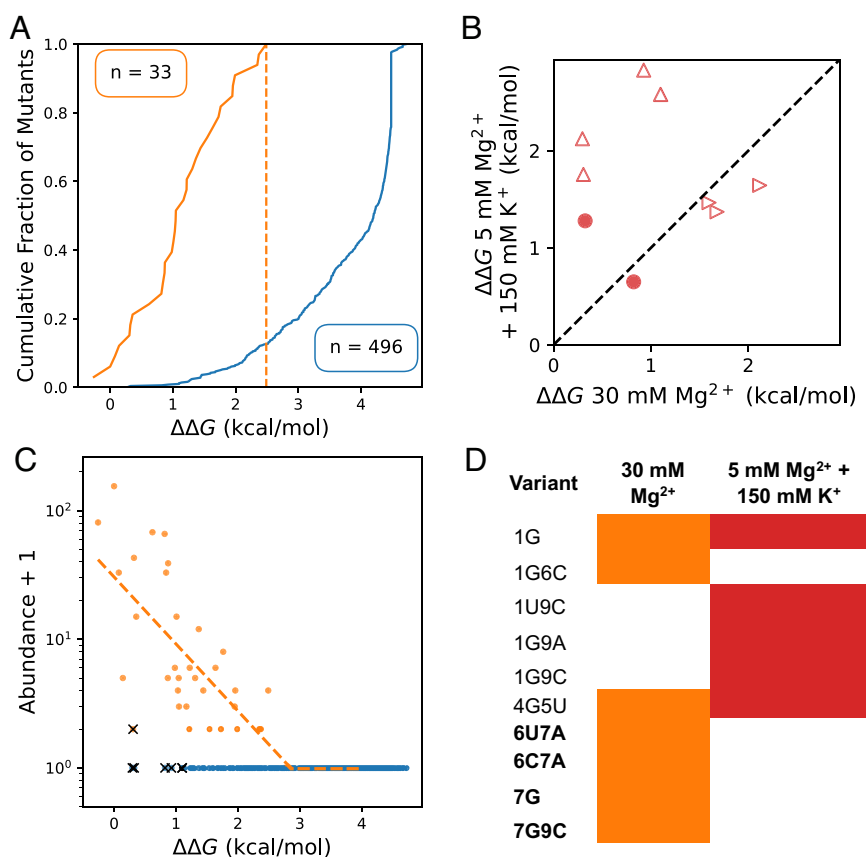 A
Cumulative Fraction of Mutants
1.0
0.8
0.6
0.4
0.2
0.0
n = 33
n = 496
0 1 2 3 4
ΔΔG (kcal/mol)
B
ΔΔG 5 mM Mg²⁺
+ 150 mM K⁺ (kcal/mol)
2
1
0
0 1 2
ΔΔG 30 mM Mg²⁺ (kcal/mol)
C
Abundance + 1
10²
10¹
10⁰
0 1 2 3 4
ΔΔG (kcal/mol)
D
Variant
30 mM
Mg²⁺
5 mM Mg²⁺ +
150 mM K⁺
1G
1G6C
1U9C
1G9A
1G9C
4G5U
6U7A
6C7A
7G
7G9C